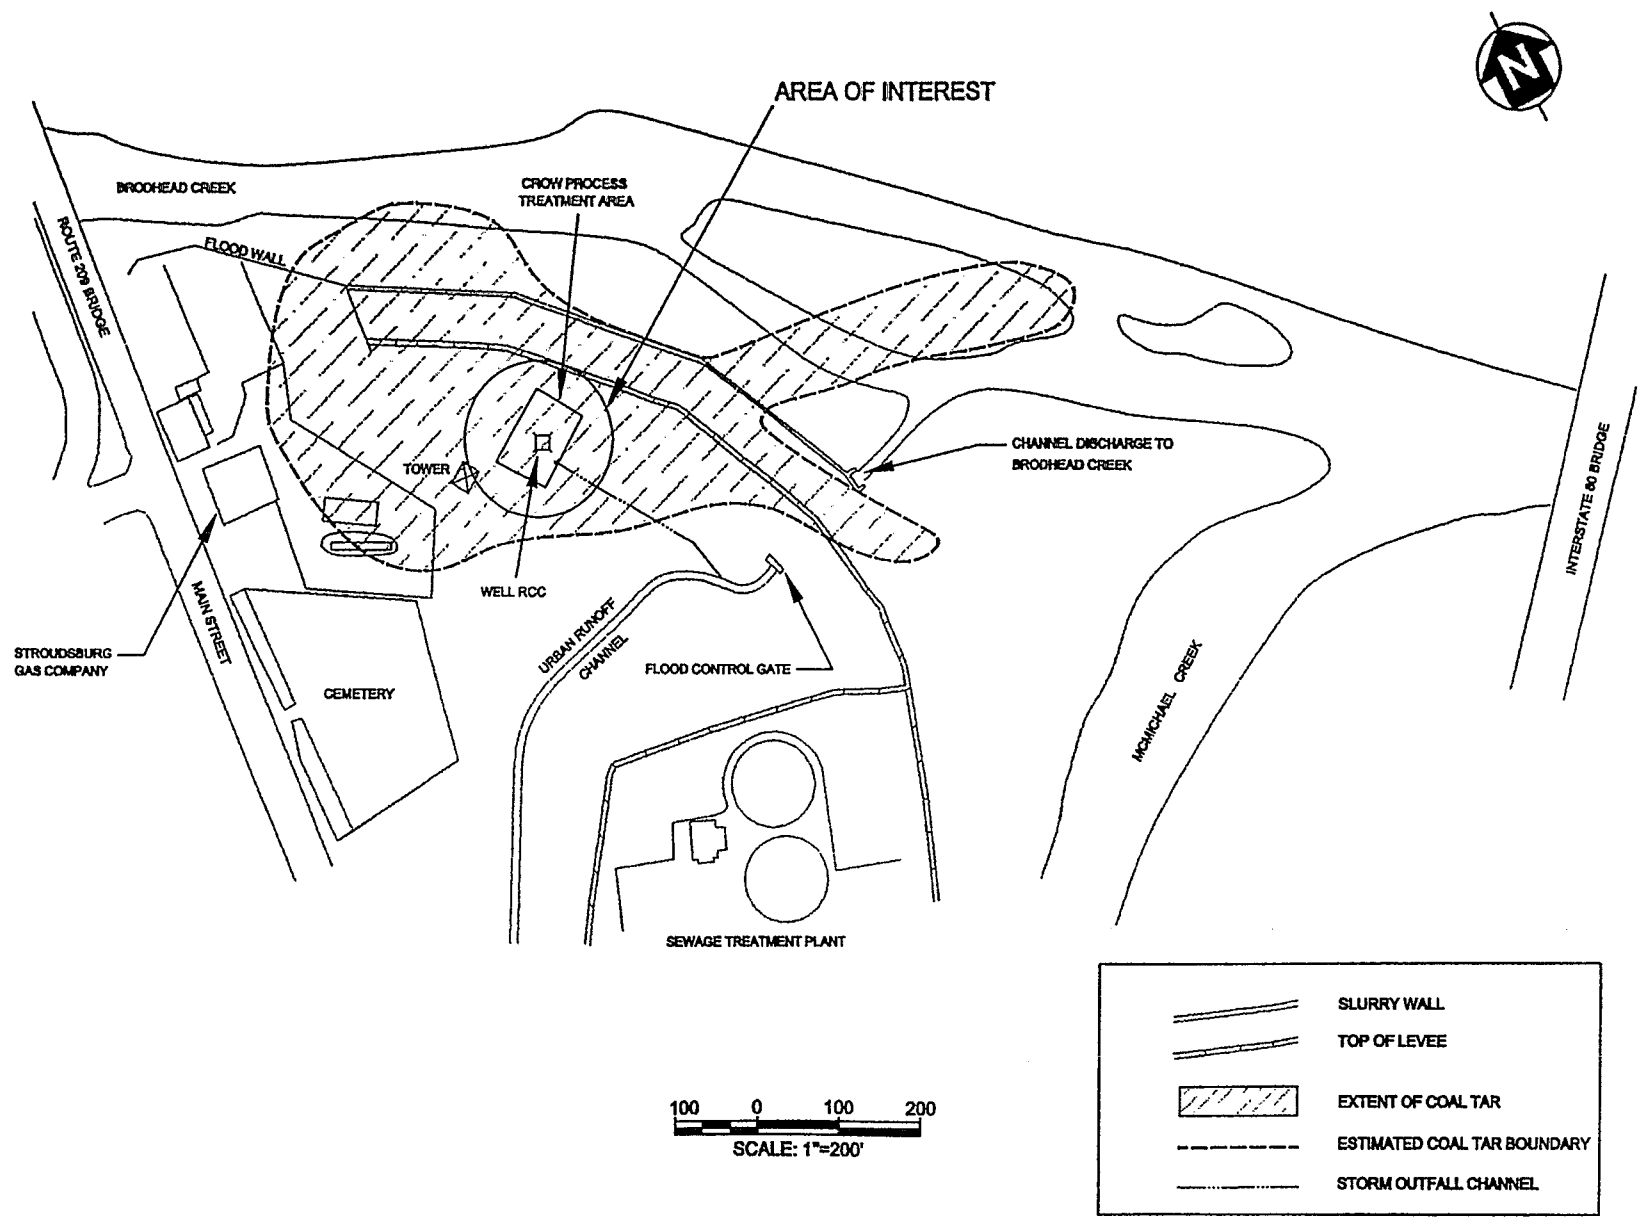 N
AREA OF INTEREST
BRODHEAD CREEK
CROW PROCESS
TREATMENT AREA
ROUTE 209 BRIDGE
FLOOD WALL
TOWER
CHANNEL DISCHARGE TO
BRODHEAD CREEK
INTERSTATE 80 BRIDGE
WELL RCC
MAIN STREET
URBAN RUNOFF
CHANNEL
STROUDSBURG
GAS COMPANY
FLOOD CONTROL GATE
CEMETERY
MCMICHAEL CREEK
SEWAGE TREATMENT PLANT
SLURRY WALL
TOP OF LEVEE
EXTENT OF COAL TAR
ESTIMATED COAL TAR BOUNDARY
STORM OUTFALL CHANNEL
100 0 100 200
SCALE: 1"=200'